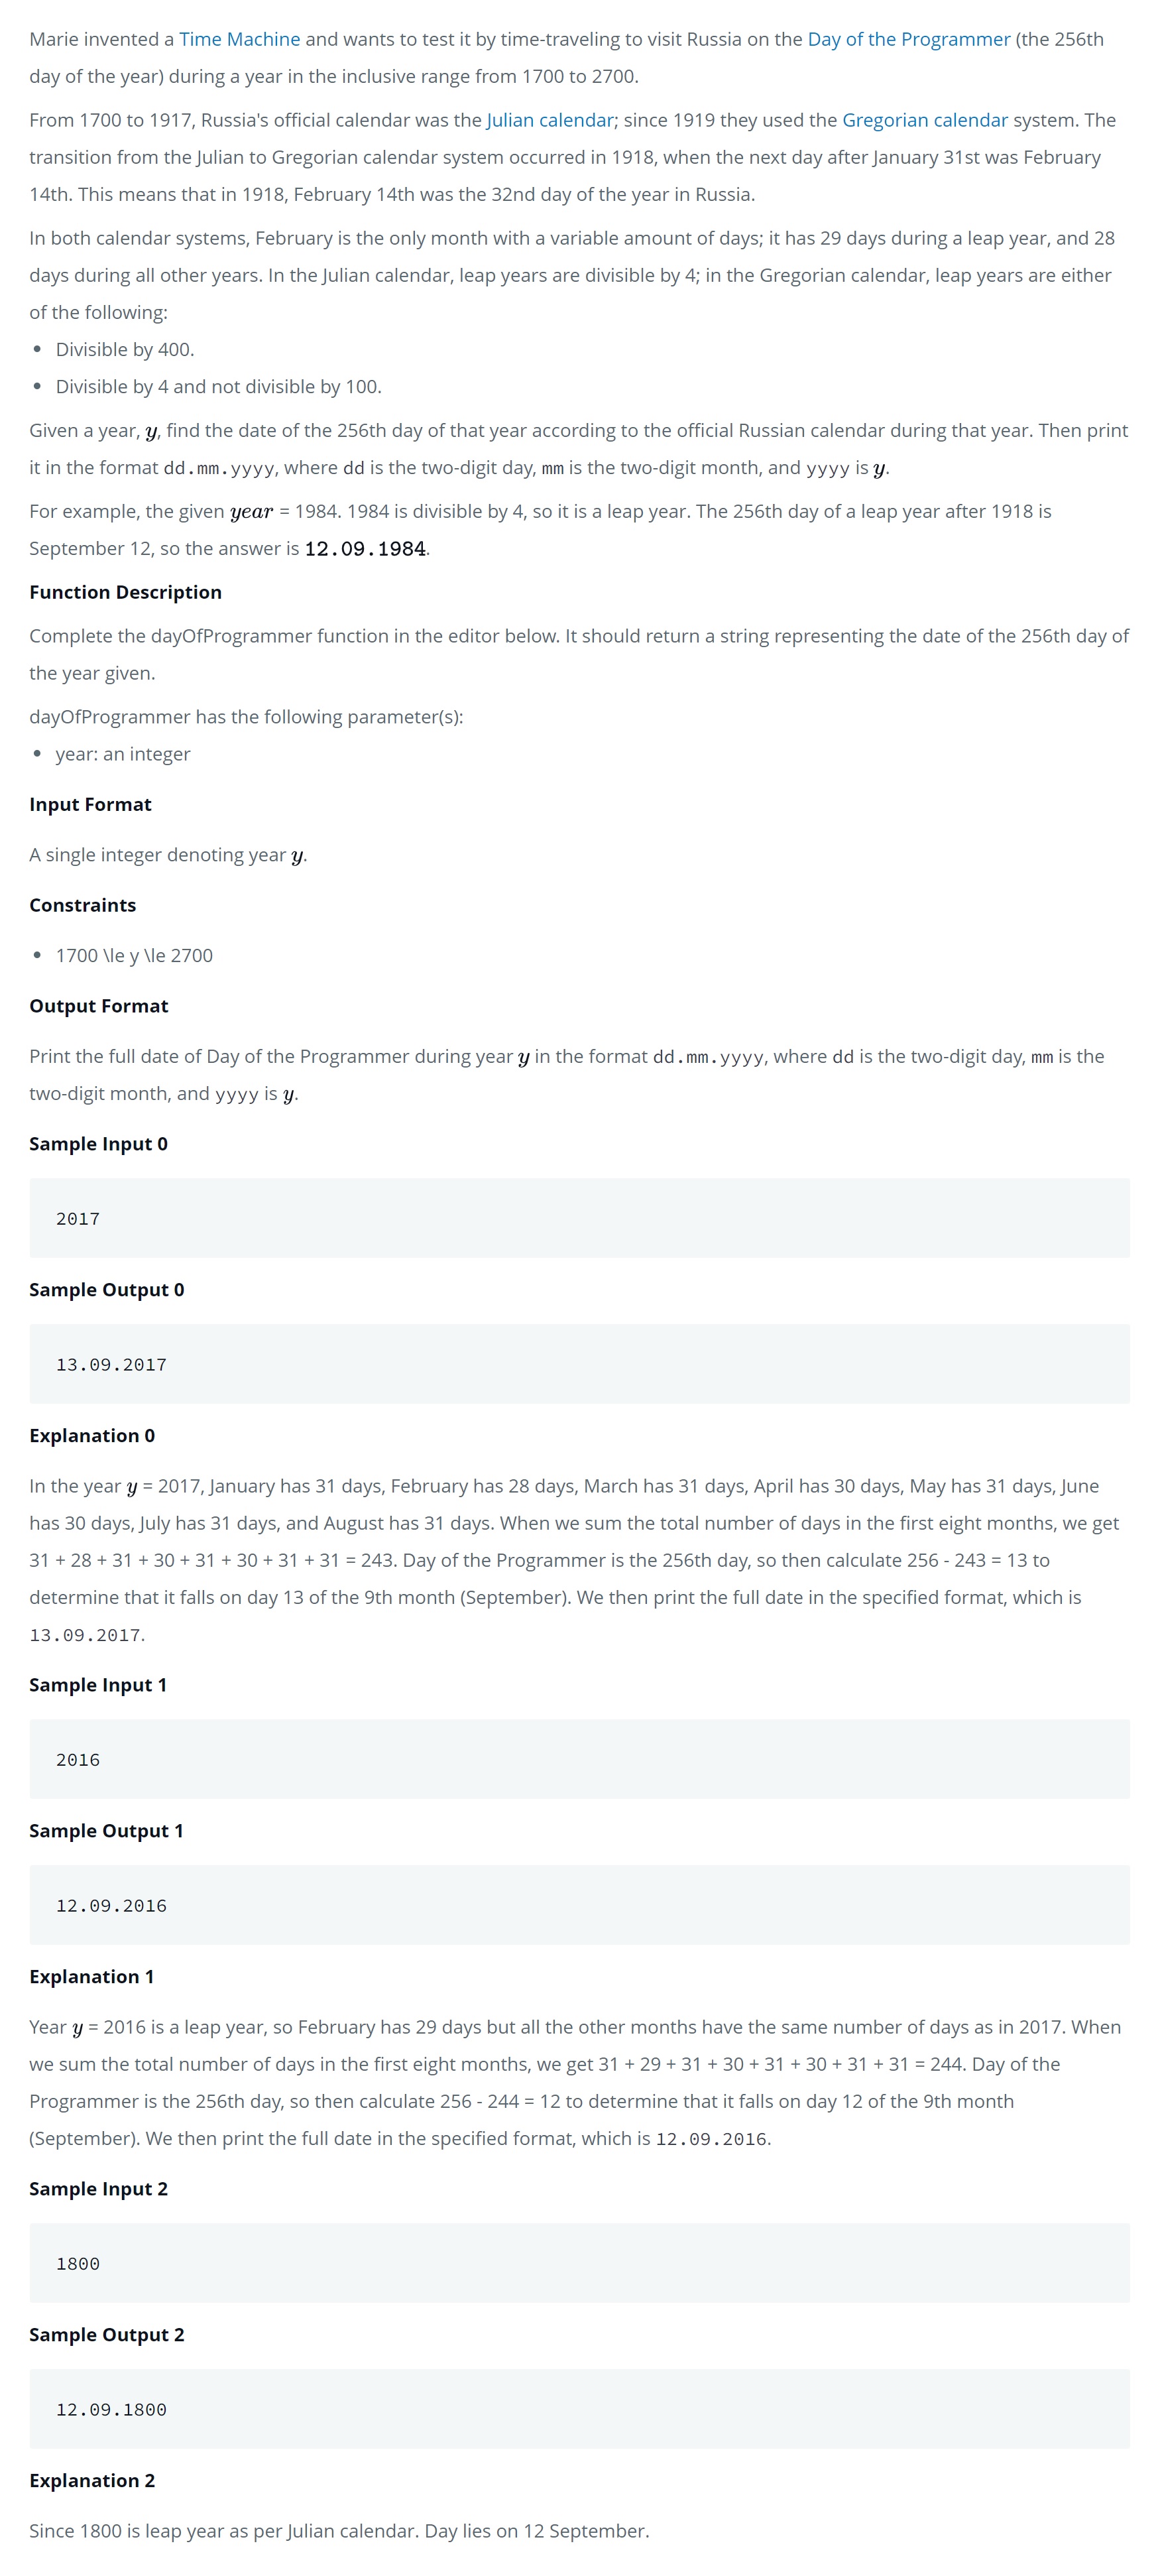 Marie invented a Time Machine and wants to test it by time-traveling to visit Russia on the Day of the Programmer (the 256th
day of the year) during a year in the inclusive range from 1700 to 2700.
From 1700 to 1917, Russia's official calendar was the Julian calendar; since 1919 they used the Gregorian calendar system. The
transition from the Julian to Gregorian calendar system occurred in 1918, when the next day after January 31st was February
14th. This means that in 1918, February 14th was the 32nd day of the year in Russia.
In both calendar systems, February is the only month with a variable amount of days; it has 29 days during a leap year, and 28
days during all other years. In the Julian calendar, leap years are divisible by 4; in the Gregorian calendar, leap years are either
of the following:
• Divisible by 400.
• Divisible by 4 and not divisible by 100.
Given a year, y, find the date of the 256th day of that year according to the official Russian calendar during that year. Then print
it in the format dd.mm.yyyy, where dd is the two-digit day, mm is the two-digit month, and yyyy is y.
For example, the given year = 1984. 1984 is divisible by 4, so it is a leap year. The 256th day of a leap year after 1918 is
September 12, so the answer is 12.09.1984.
Function Description
Complete the dayOfProgrammer function in the editor below. It should return a string representing the date of the 256th day of
the year given.
dayOfProgrammer has the following parameter(s):
• year: an integer
Input Format
A single integer denoting year y.
Constraints
• 1700 \le y \le 2700
Output Format
Print the full date of Day of the Programmer during year y in the format dd.mm.yyyy, where dd is the two-digit day, mm is the
two-digit month, and yyyy is y.
Sample Input 0
2017
Sample Output 0
13.09.2017
Explanation 0
In the year y = 2017, January has 31 days, February has 28 days, March has 31 days, April has 30 days, May has 31 days, June
has 30 days, July has 31 days, and August has 31 days. When we sum the total number of days in the first eight months, we get
31 + 28 + 31 + 30 + 31 + 30 + 31 + 31 = 243. Day of the Programmer is the 256th day, so then calculate 256 - 243 = 13 to
determine that it falls on day 13 of the 9th month (September). We then print the full date in the specified format, which is
13.09.2017.
Sample Input 1
2016
Sample Output 1
12.09.2016
Explanation 1
Year y = 2016 is a leap year, so February has 29 days but all the other months have the same number of days as in 2017. When
we sum the total number of days in the first eight months, we get 31 + 29 + 31 + 30 + 31 + 30 + 31 + 31 = 244. Day of the
Programmer is the 256th day, so then calculate 256 - 244 = 12 to determine that it falls on day 12 of the 9th month
(September). We then print the full date in the specified format, which is 12.09.2016.
Sample Input 2
1800
Sample Output 2
12.09.1800
Explanation 2
Since 1800 is leap year as per Julian calendar. Day lies on 12 September.